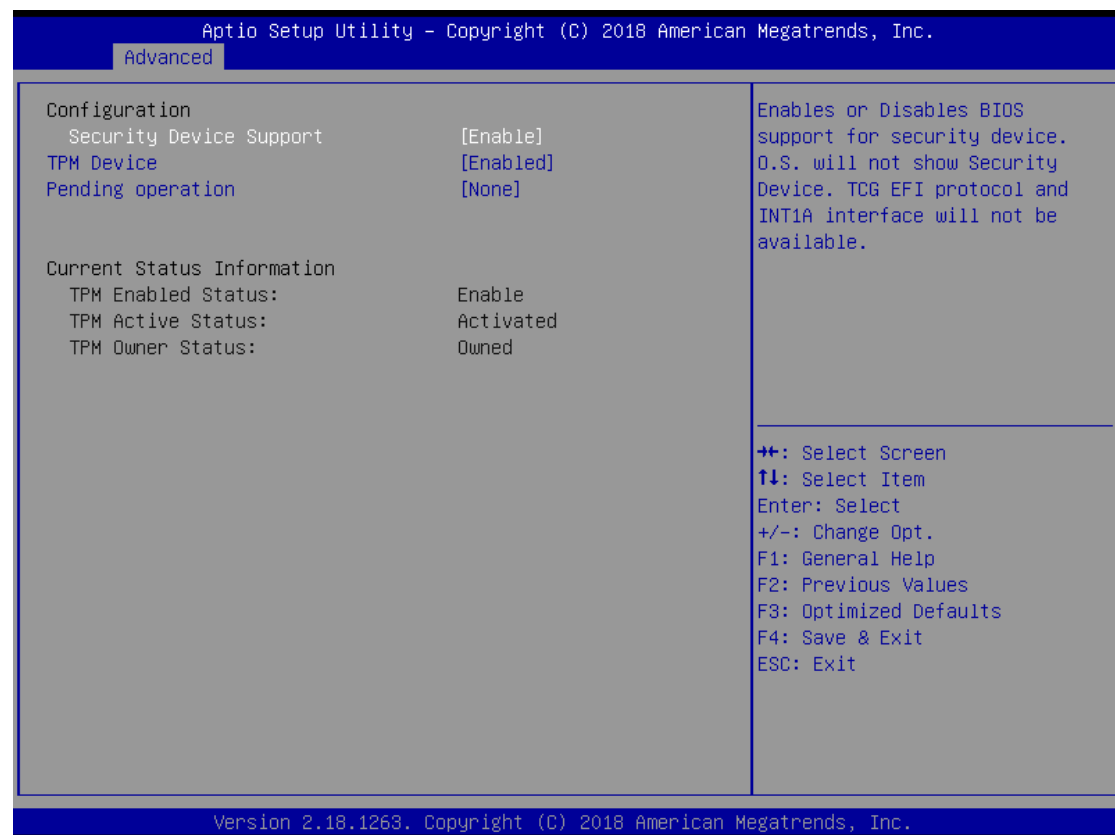 Aptio Setup Utility – Copyright (C) 2018 American Megatrends, Inc.
Advanced
Configuration
Security Device Support [Enable]
TPM Device [Enabled]
Pending operation [None]
Current Status Information
TPM Enabled Status: Enable
TPM Active Status: Activated
TPM Owner Status: Owned
Enables or Disables BIOS
support for security device.
O.S. will not show Security
Device. TCG EFI protocol and
INT1A interface will not be
available.
→←: Select Screen
↑↓: Select Item
Enter: Select
+/-: Change Opt.
F1: General Help
F2: Previous Values
F3: Optimized Defaults
F4: Save & Exit
ESC: Exit
Version 2.18.1263. Copyright (C) 2018 American Megatrends, Inc.